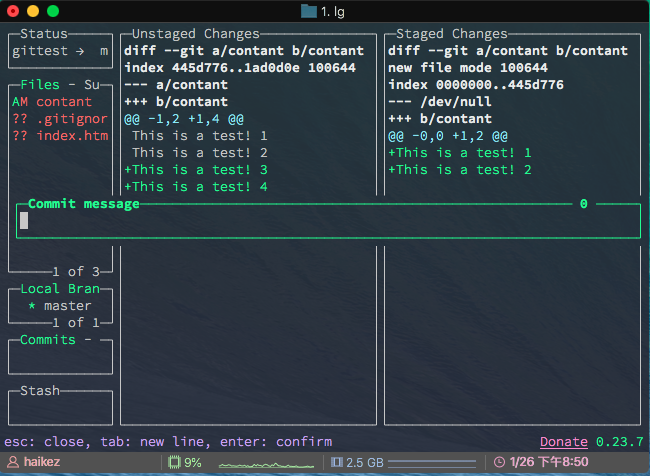 1. lg
Status
gittest → m
Files - Su
AM contant
?? .gitignor
?? index.htm
1 of 3
Local Bran
* master
1 of 1
Commits -
Stash
Unstaged Changes
diff --git a/contant b/contant
index 445d776..1ad0d0e 100644
--- a/contant
+++ b/contant
@@ -1,2 +1,4 @@
This is a test! 1
This is a test! 2
+This is a test! 3
+This is a test! 4
Staged Changes
diff --git a/contant b/contant
new file mode 100644
index 0000000..445d776
--- /dev/null
+++ b/contant
@@ -0,0 +1,2 @@
+This is a test! 1
+This is a test! 2
Commit message 0
esc: close, tab: new line, enter: confirm
Donate 0.23.7
haikez
9%
2.5 GB
1/26 下午8:50